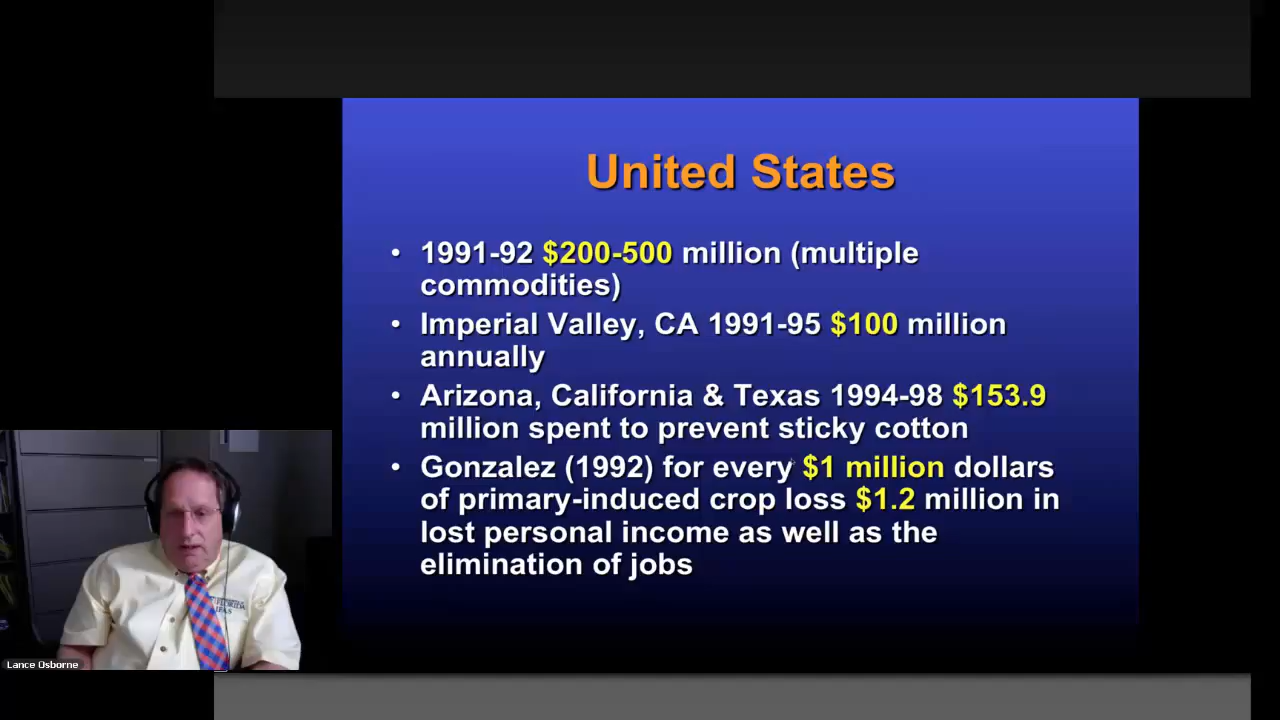 United States
• 1991-92 $200-500 million (multiple
commodities)
• Imperial Valley, CA 1991-95 $100 million
annually
• Arizona, California & Texas 1994-98 $153.9
million spent to prevent sticky cotton
• Gonzalez (1992) for every $1 million dollars
of primary-induced crop loss $1.2 million in
lost personal income as well as the
elimination of jobs
FLORIDA
IFAS
Lance Osborne